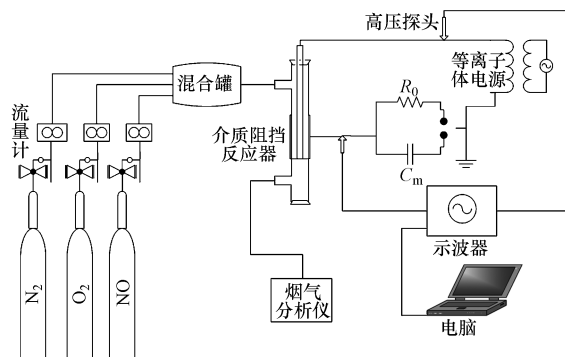 高压探头
等离子
体电源
混合罐
R0
流量计
介质阻挡
反应器
Cm
示波器
N2
O2
NO
烟气
分析仪
电脑